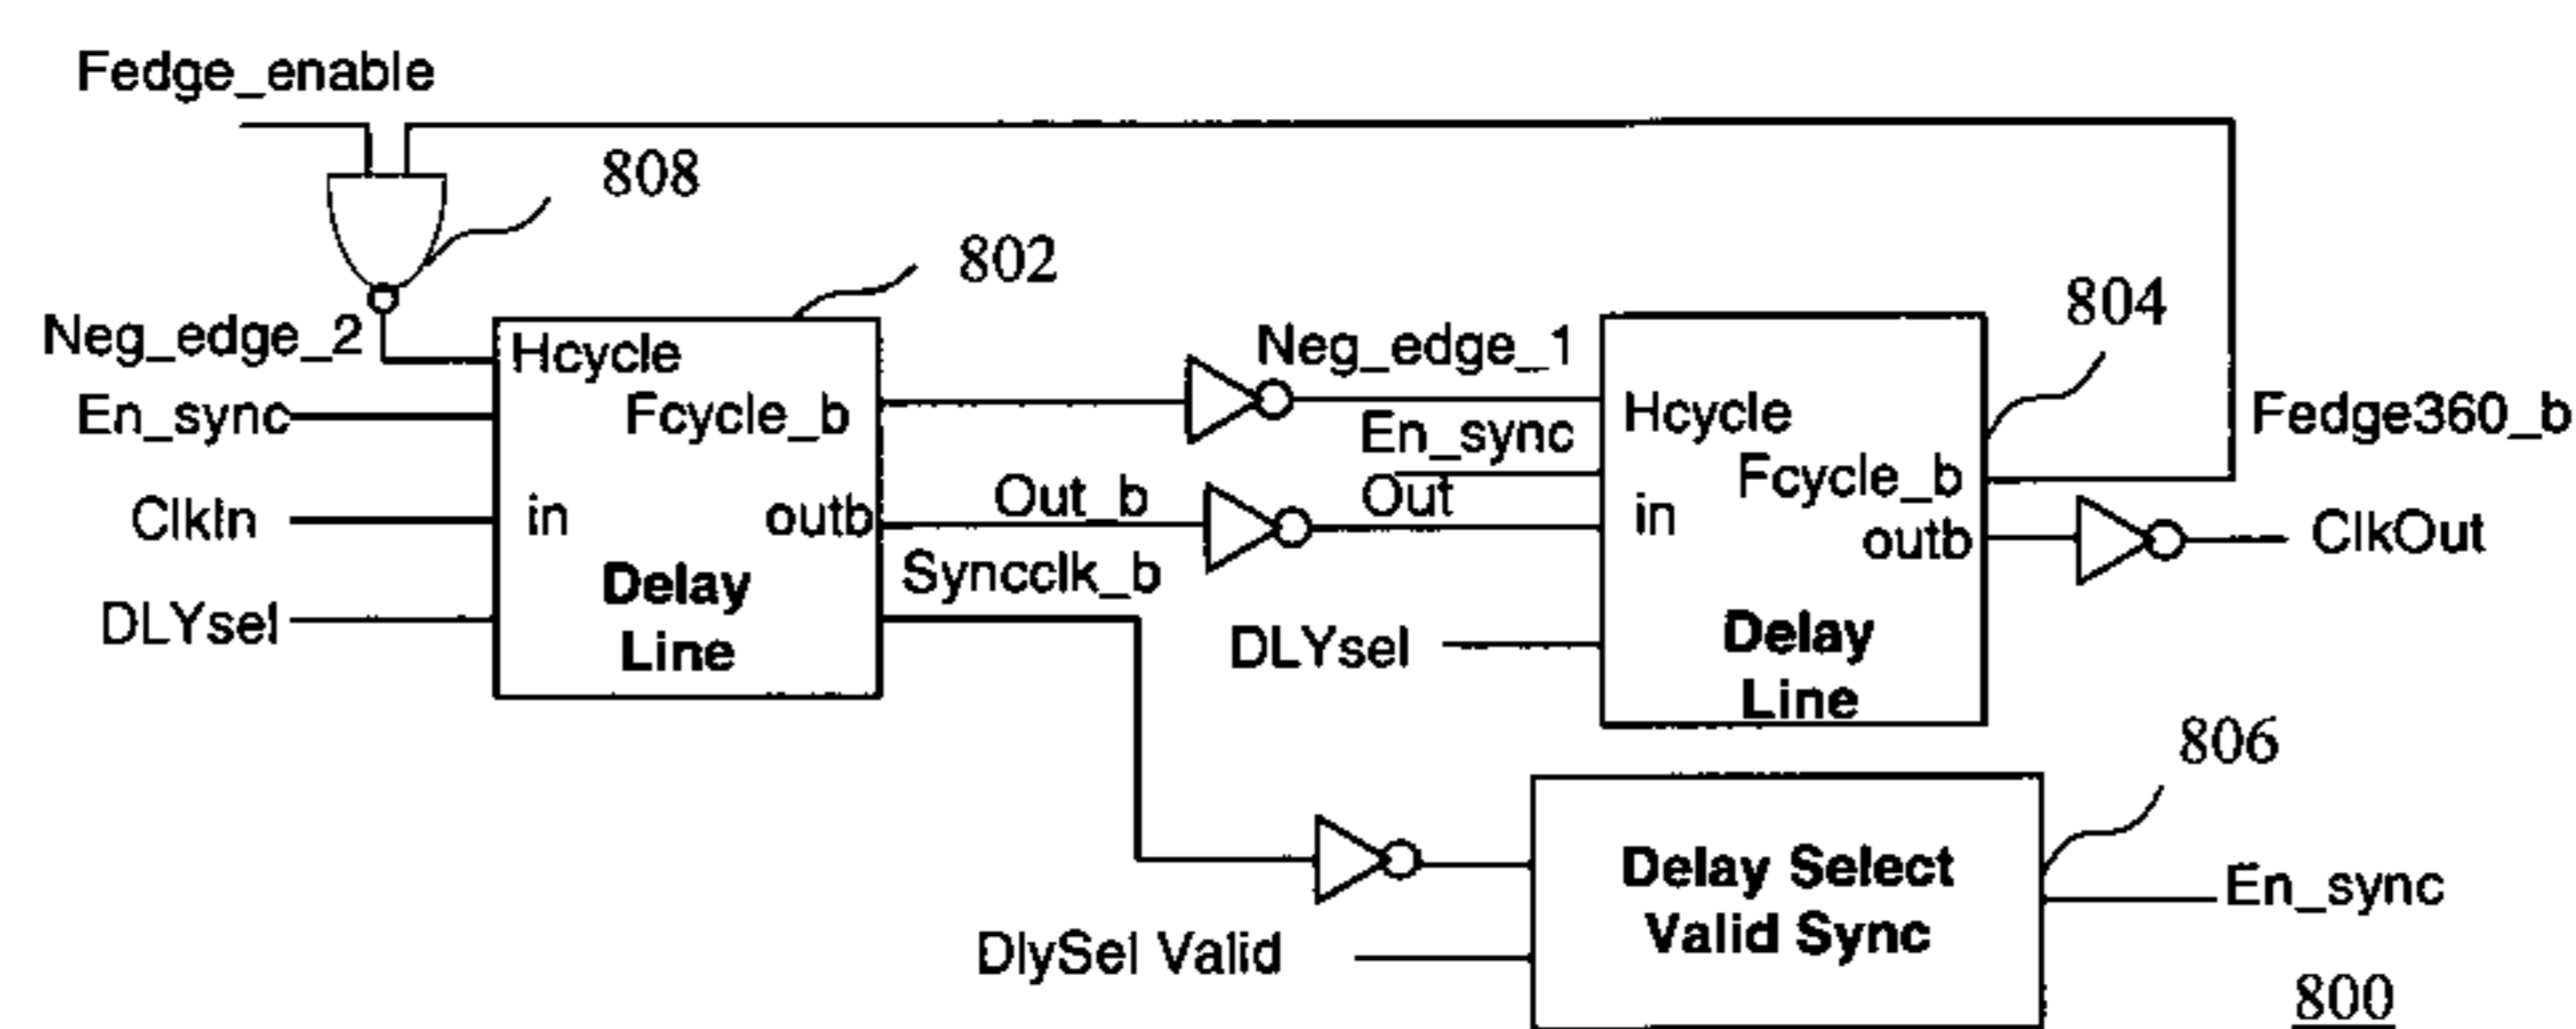 Fedge_enable
808
802
Neg_edge_2
Hcycle
Neg_edge_1
804
En_sync
Fcycle_b
En_sync
Hcycle
Fedge360_b
ClkIn
in
outb
Out_b
Out
in
Fcycle_b
outb
ClkOut
DLYsel
Delay
Line
Syncclk_b
DLYsel
Delay
Line
806
Delay Select
Valid Sync
En_sync
DlySel Valid
800